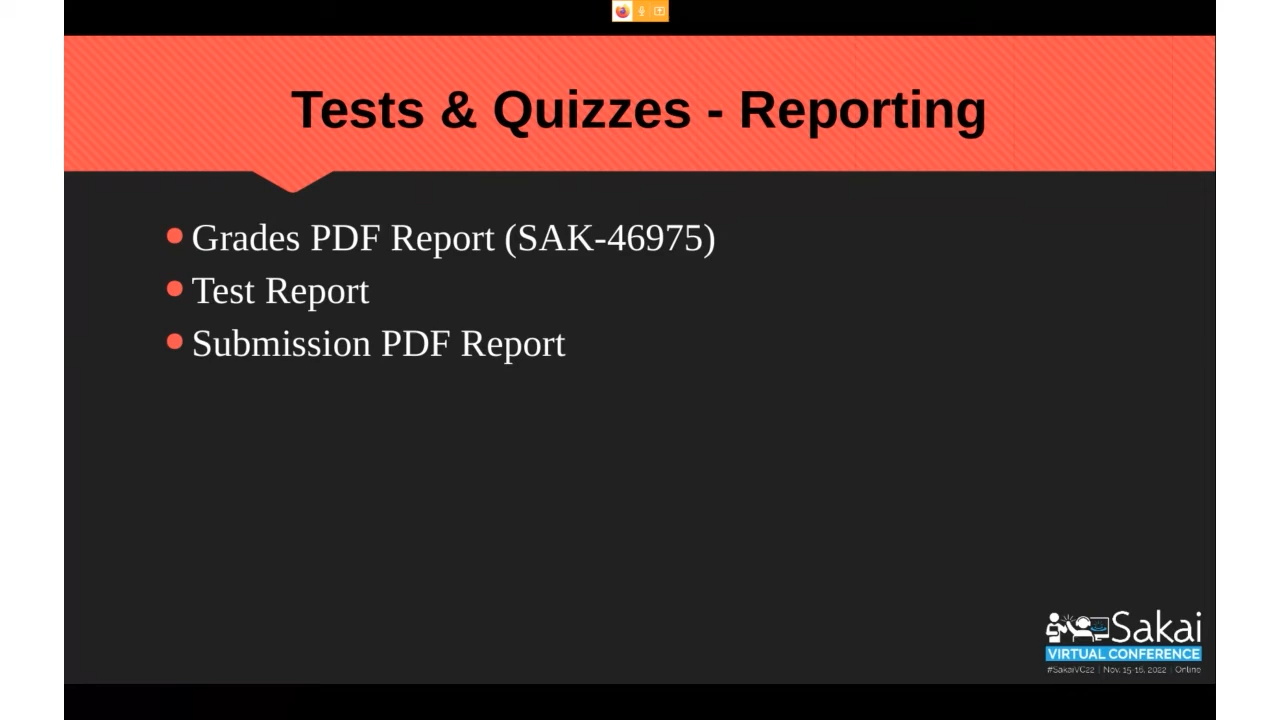 Tests & Quizzes - Reporting
Grades PDF Report (SAK-46975)
Test Report
Submission PDF Report
Sakai
VIRTUAL CONFERENCE
#SakaiVC22 | Nov. 15-16, 2022 | Online